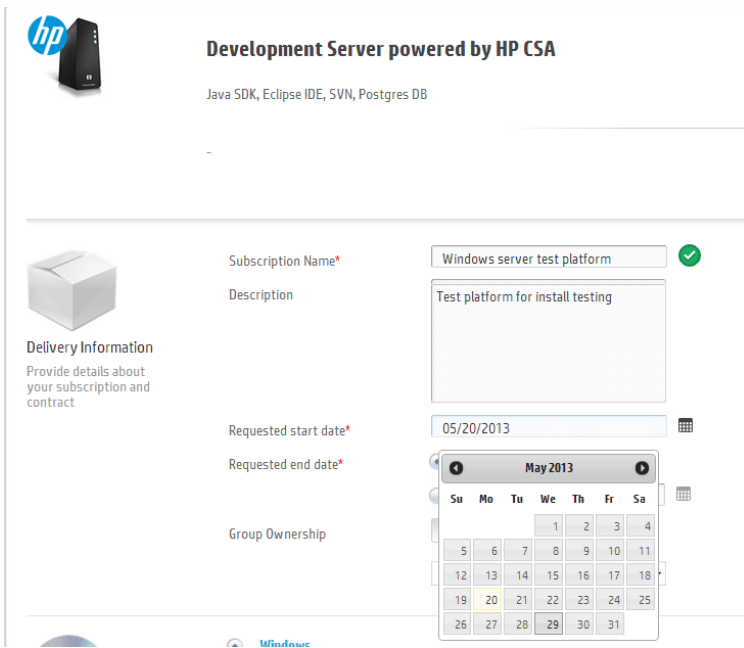 hp
Development Server powered by HP CSA
Java SDK, Eclipse IDE, SVN, Postgres DB
-
Subscription Name*
Windows server test platform
Description
Test platform for install testing
Delivery Information
Provide details about
your subscription and
contract
Requested start date*
05/20/2013
Requested end date*
May 2013
Su Mo Tu We Th Fr Sa
1 2 3 4
5 6 7 8 9 10 11
12 13 14 15 16 17 18
19 20 21 22 23 24 25
26 27 28 29 30 31
Group Ownership
Windows